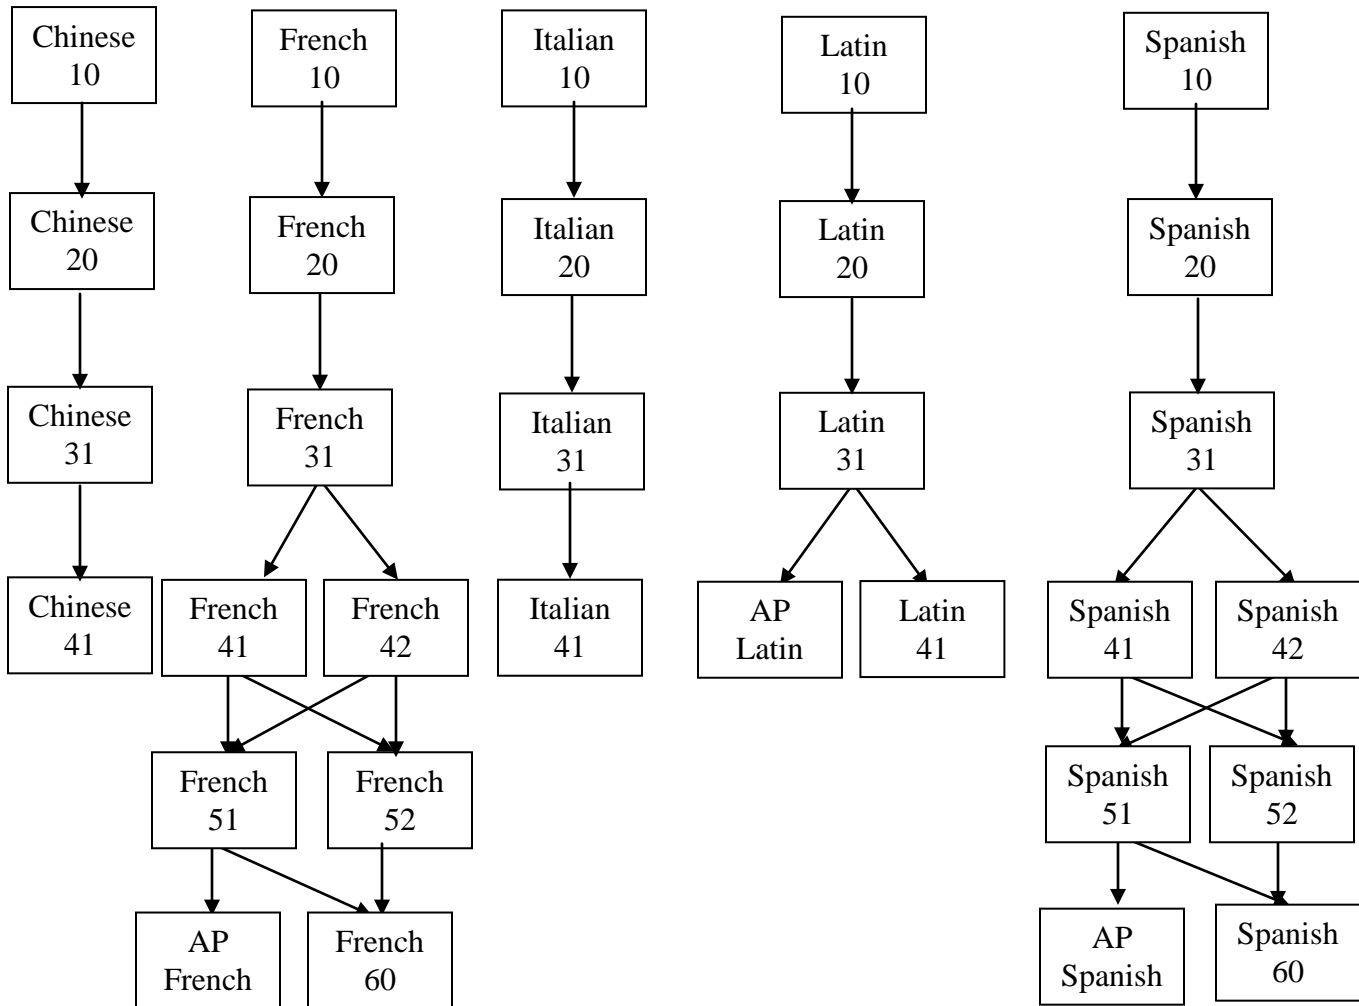 Chinese
10
French
10
Italian
10
Latin
10
Spanish
10
Chinese
20
French
20
Italian
20
Latin
20
Spanish
20
Chinese
31
French
31
Italian
31
Latin
31
Spanish
31
Chinese
41
French
41
French
42
Italian
41
AP
Latin
Latin
41
Spanish
41
Spanish
42
French
51
French
52
Spanish
51
Spanish
52
AP
French
French
60
AP
Spanish
Spanish
60